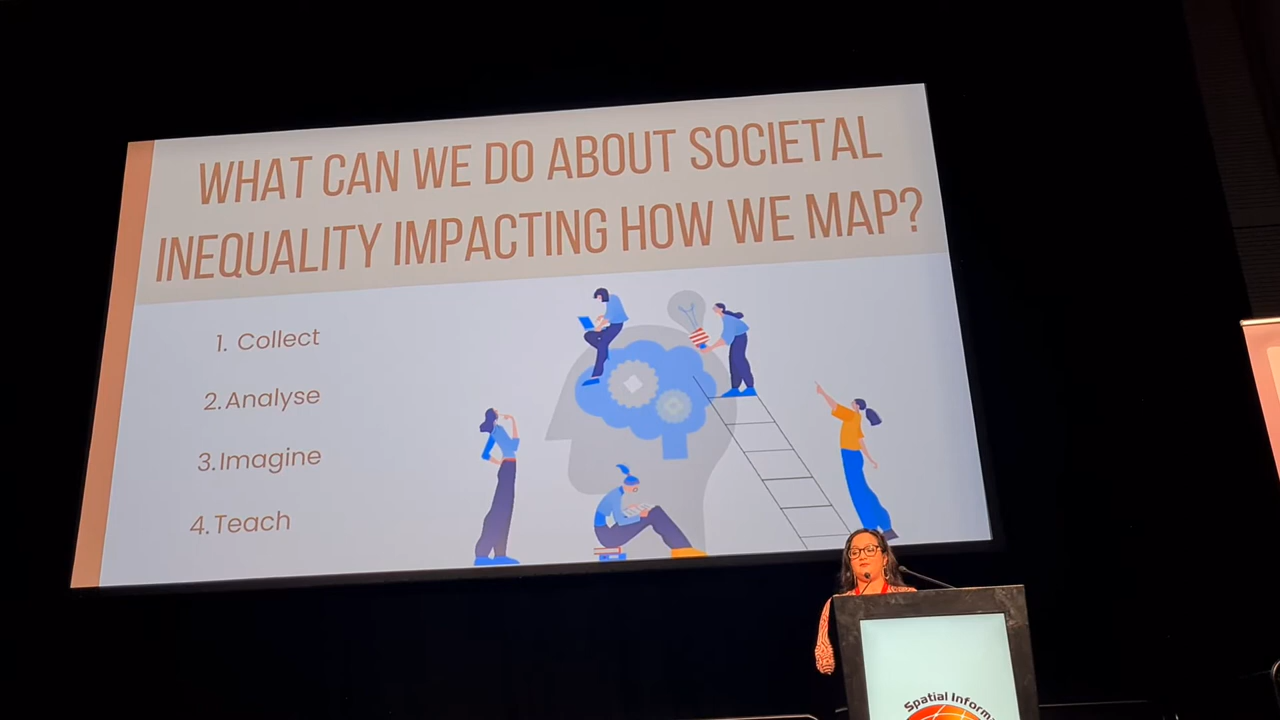 WHAT CAN WE DO ABOUT SOCIETAL
INEQUALITY IMPACTING HOW WE MAP?
1. Collect
2. Analyse
3. Imagine
4. Teach
Spatial